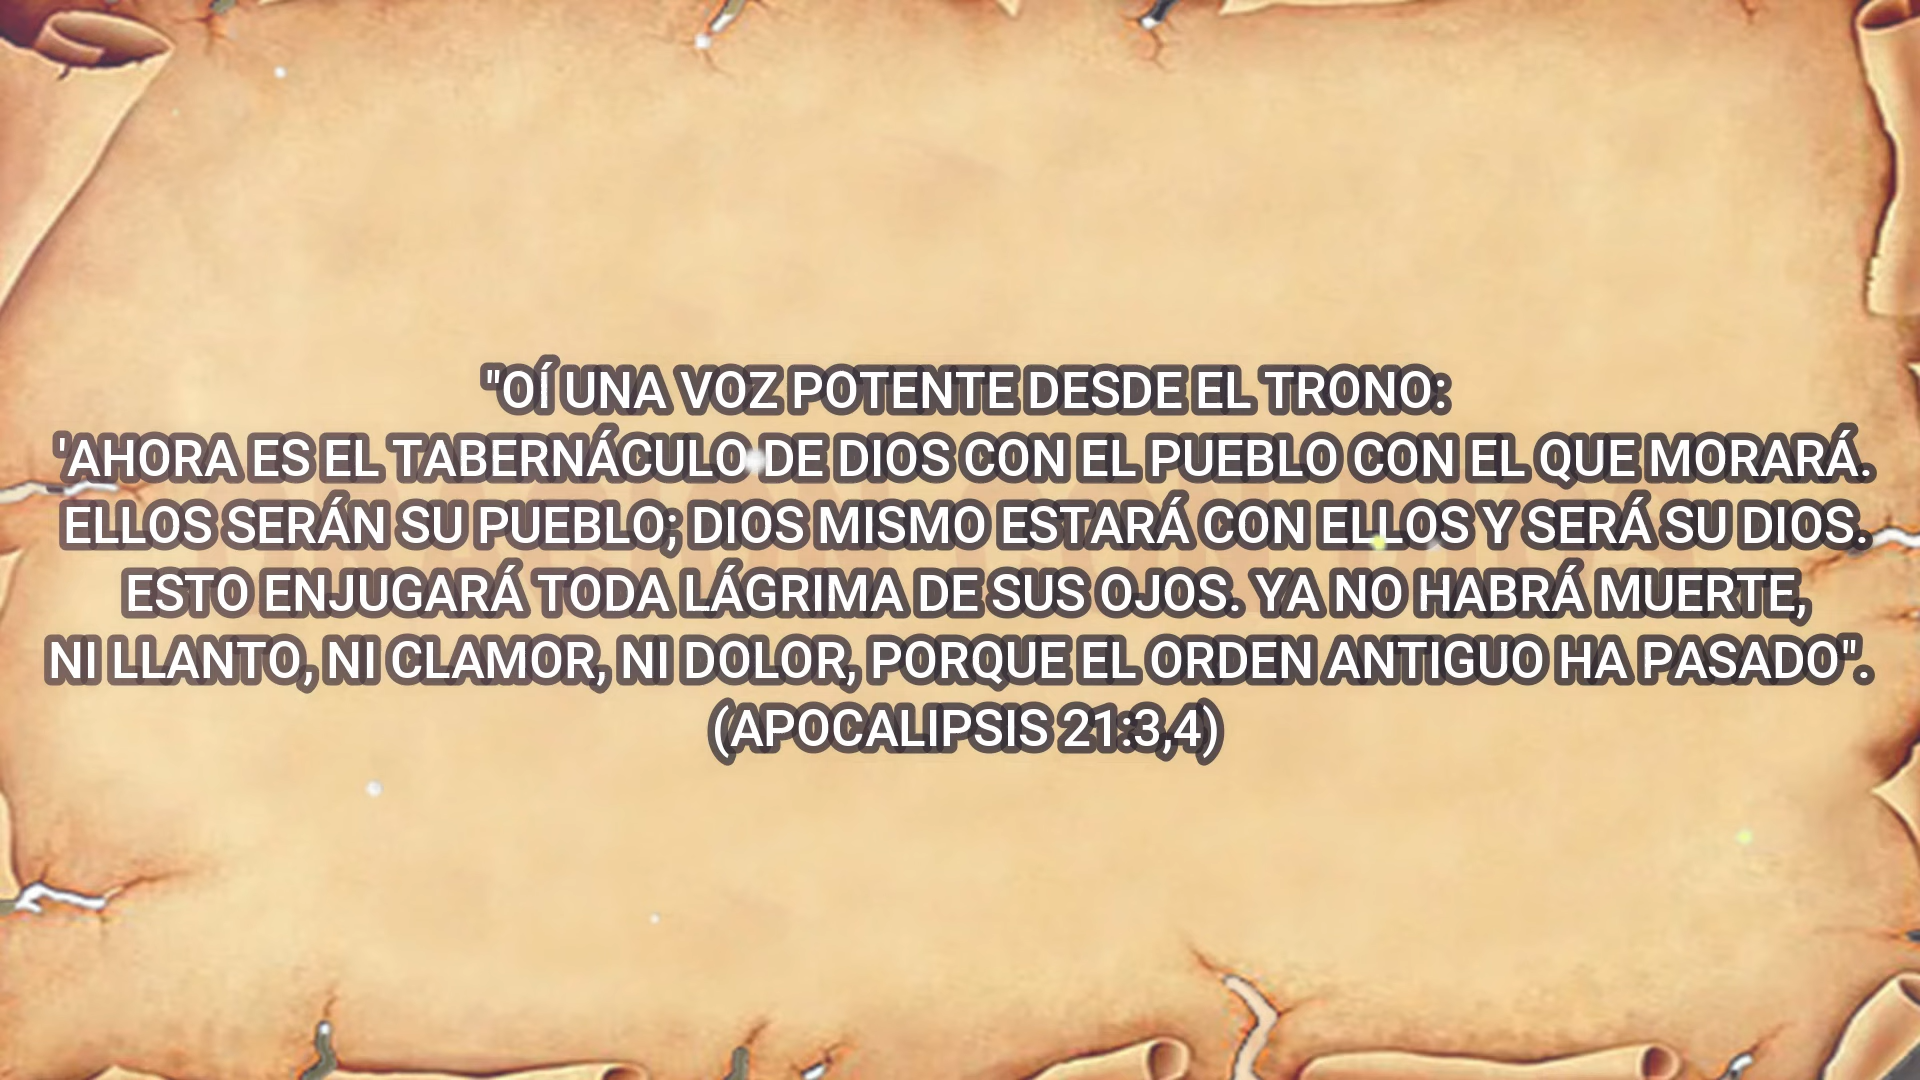 "OÍ UNA VOZ POTENTE DESDE EL TRONO:
'AHORA ES EL TABERNÁCULO DE DIOS CON EL PUEBLO CON EL QUE MORARÁ.
ELLOS SERÁN SU PUEBLO; DIOS MISMO ESTARÁ CON ELLOS Y SERÁ SU DIOS.
ESTO ENJUGARÁ TODA LÁGRIMA DE SUS OJOS. YA NO HABRÁ MUERTE,
NI LLANTO, NI CLAMOR, NI DOLOR, PORQUE EL ORDEN ANTIGUO HA PASADO".
(APOCALIPSIS 21:3,4)